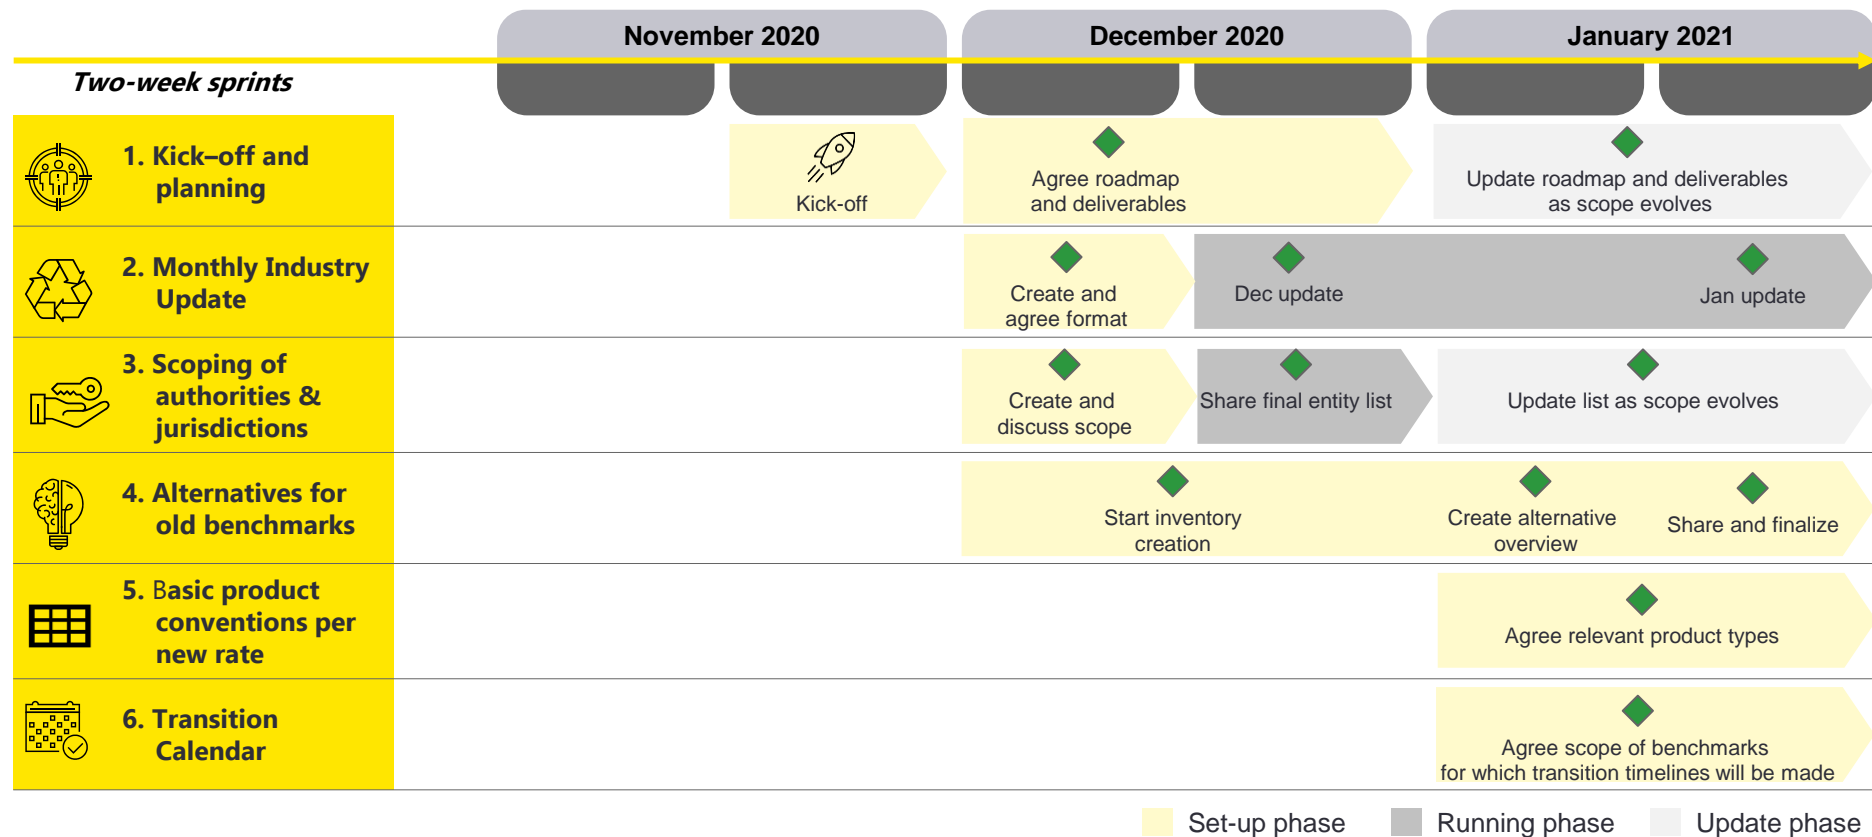 November 2020
December 2020
January 2021
Two-week sprints
1. Kick–off and
planning
Kick-off
Agree roadmap
and deliverables
Update roadmap and deliverables
as scope evolves
2. Monthly Industry
Update
Create and
agree format
Dec update
Jan update
3. Scoping of
authorities &
jurisdictions
Create and
discuss scope
Share final entity list
Update list as scope evolves
4. Alternatives for
old benchmarks
Start inventory
creation
Create alternative
overview
Share and finalize
5. Basic product
conventions per
new rate
Agree relevant product types
6. Transition
Calendar
Agree scope of benchmarks
for which transition timelines will be made
Set-up phase
Running phase
Update phase